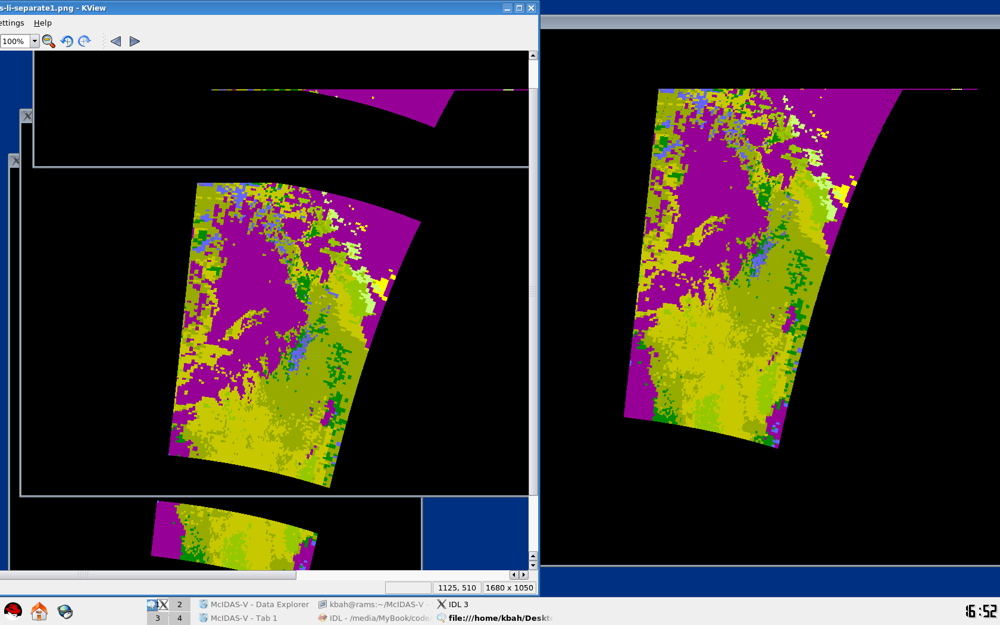 s-li-separate1.png - KView
ettings Help
100%
1125, 510
1680 x 1050
2
3
4
McIDAS-V - Data Explorer
McIDAS-V - Tab 1
kbah@rams:~/McIDAS-V -
IDL - /media/MyBook/code/
IDL 3
file:///home/kbah/Deskt
16:52